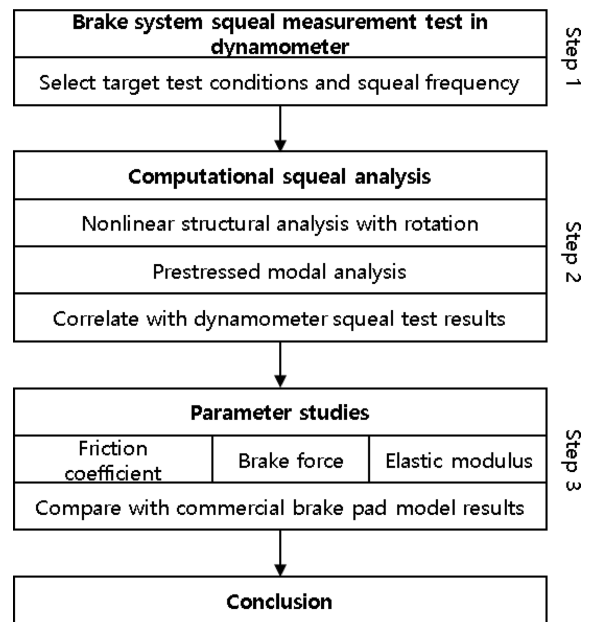 Brake system squeal measurement test in
dynamometer
Select target test conditions and squeal frequency
Step 1
Computational squeal analysis
Nonlinear structural analysis with rotation
Prestressed modal analysis
Correlate with dynamometer squeal test results
Step 2
Parameter studies
Friction
coefficient
Brake force
Elastic modulus
Compare with commercial brake pad model results
Step 3
Conclusion